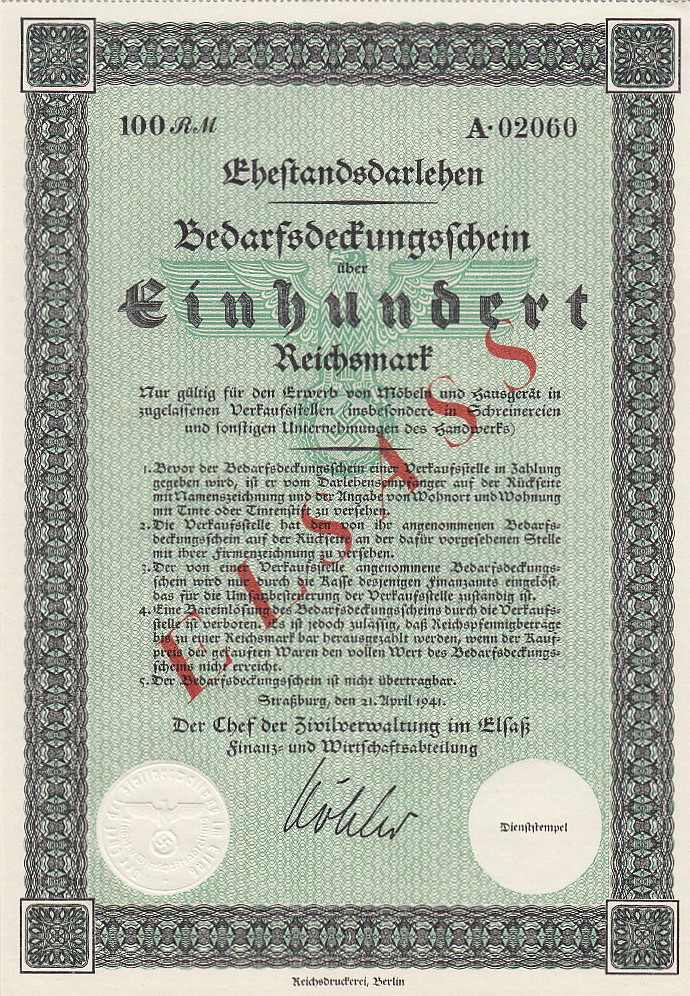 100 RM
A·02060
Eheſtandsdarlehen
Bedarfsdeckungsſchein
über
Einhundert
Reichsmark
Nur gültig für den Erwerb von Möbeln und Hausgerät in
zugelaſſenen Verkaufsſtellen (insbeſondere in Schreinereien
und ſonſtigen Unternehmungen des Handwerks)
1. Bevor der Bedarfsdeckungsſchein einer Verkaufsſtelle in Zahlung
gegeben wird, iſt er vom Darlehensempfänger auf der Rückſeite
mit Namenszeichnung und der Angabe von Wohnort und Wohnung
mit Tinte oder Tintenſtift zu verſehen.
2. Die Verkaufsſtelle hat den von ihr angenommenen Bedarfs-
deckungsſchein auf der Rückſeite an der dafür vorgeſehenen Stelle
mit ihrer Firmenzeichnung zu verſehen.
3. Der von einer Verkaufsſtelle angenommene Bedarfsdeckungs-
ſchein wird nur durch die Kaſſe desjenigen Finanzamts eingelöſt,
das für die Umſatzbeſteuerung der Verkaufsſtelle zuſtändig iſt.
4. Eine Bareinlöſung des Bedarfsdeckungsſcheins durch die Verkaufs-
ſtelle iſt verboten. Es iſt jedoch zuläſſig, daß Reichspfennigbeträge
bis zu einer Reichsmark bar herausgezahlt werden, wenn der Kauf-
preis der gekauften Waren den vollen Wert des Bedarfsdeckungs-
ſcheins nicht erreicht.
5. Der Bedarfsdeckungsſchein iſt nicht übertragbar.
ELSASS
Straßburg, den 21. April 1941.
Der Chef der Zivilverwaltung im Elſaß
Finanz- und Wirtſchaftsabteilung
Köhler
Dienſtſtempel
Reichsdruckerei, Berlin